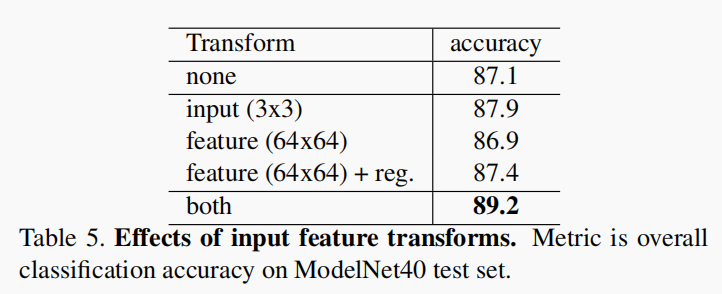 Transform accuracy
none 87.1
input (3x3) 87.9
feature (64x64) 86.9
feature (64x64) + reg. 87.4
both 89.2
Table 5. Effects of input feature transforms. Metric is overall
classification accuracy on ModelNet40 test set.